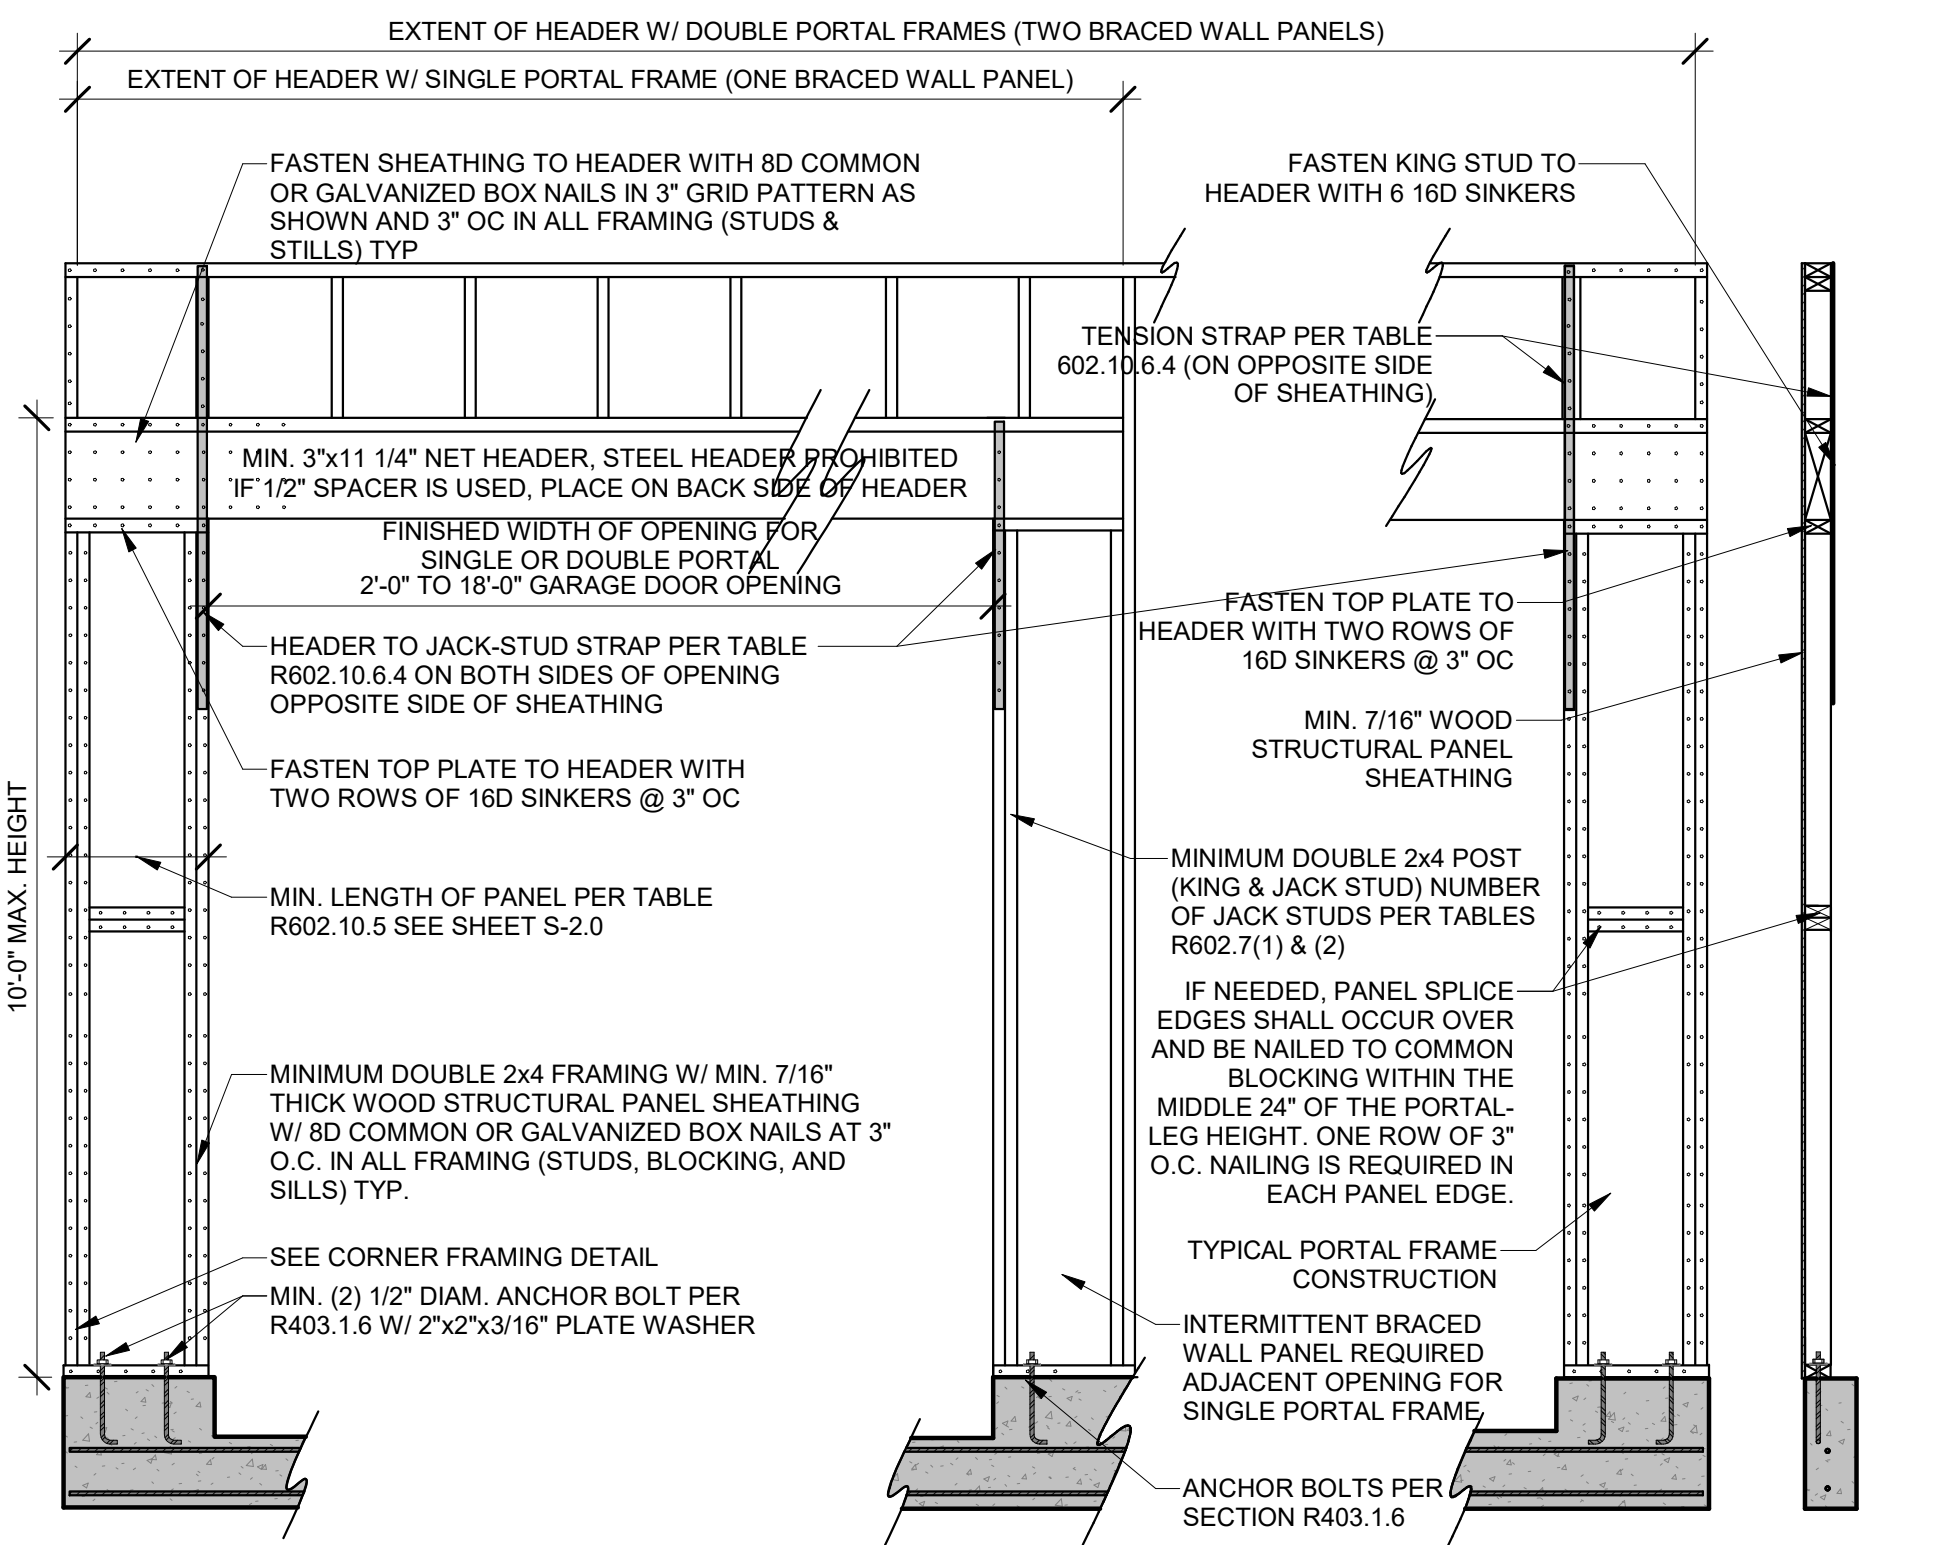 EXTENT OF HEADER W/ DOUBLE PORTAL FRAMES (TWO BRACED WALL PANELS)
EXTENT OF HEADER W/ SINGLE PORTAL FRAME (ONE BRACED WALL PANEL)
FASTEN SHEATHING TO HEADER WITH 8D COMMON
OR GALVANIZED BOX NAILS IN 3" GRID PATTERN AS
SHOWN AND 3" OC IN ALL FRAMING (STUDS &
STILLS) TYP
FASTEN KING STUD TO
HEADER WITH 6 16D SINKERS
TENSION STRAP PER TABLE
602.10.6.4 (ON OPPOSITE SIDE
OF SHEATHING)
MIN. 3"x11 1/4" NET HEADER, STEEL HEADER PROHIBITED
IF 1/2" SPACER IS USED, PLACE ON BACK SIDE OF HEADER
FINISHED WIDTH OF OPENING FOR
SINGLE OR DOUBLE PORTAL
2'-0" TO 18'-0" GARAGE DOOR OPENING
HEADER TO JACK-STUD STRAP PER TABLE
R602.10.6.4 ON BOTH SIDES OF OPENING
OPPOSITE SIDE OF SHEATHING
FASTEN TOP PLATE TO
HEADER WITH TWO ROWS OF
16D SINKERS @ 3" OC
MIN. 7/16" WOOD
STRUCTURAL PANEL
SHEATHING
FASTEN TOP PLATE TO HEADER WITH
TWO ROWS OF 16D SINKERS @ 3" OC
10'-0" MAX. HEIGHT
MIN. LENGTH OF PANEL PER TABLE
R602.10.5 SEE SHEET S-2.0
MINIMUM DOUBLE 2x4 POST
(KING & JACK STUD) NUMBER
OF JACK STUDS PER TABLES
R602.7(1) & (2)
IF NEEDED, PANEL SPLICE
EDGES SHALL OCCUR OVER
AND BE NAILED TO COMMON
BLOCKING WITHIN THE
MIDDLE 24" OF THE PORTAL-
LEG HEIGHT. ONE ROW OF 3"
O.C. NAILING IS REQUIRED IN
EACH PANEL EDGE.
MINIMUM DOUBLE 2x4 FRAMING W/ MIN. 7/16"
THICK WOOD STRUCTURAL PANEL SHEATHING
W/ 8D COMMON OR GALVANIZED BOX NAILS AT 3"
O.C. IN ALL FRAMING (STUDS, BLOCKING, AND
SILLS) TYP.
SEE CORNER FRAMING DETAIL
MIN. (2) 1/2" DIAM. ANCHOR BOLT PER
R403.1.6 W/ 2"x2"x3/16" PLATE WASHER
TYPICAL PORTAL FRAME
CONSTRUCTION
INTERMITTENT BRACED
WALL PANEL REQUIRED
ADJACENT OPENING FOR
SINGLE PORTAL FRAME
ANCHOR BOLTS PER
SECTION R403.1.6